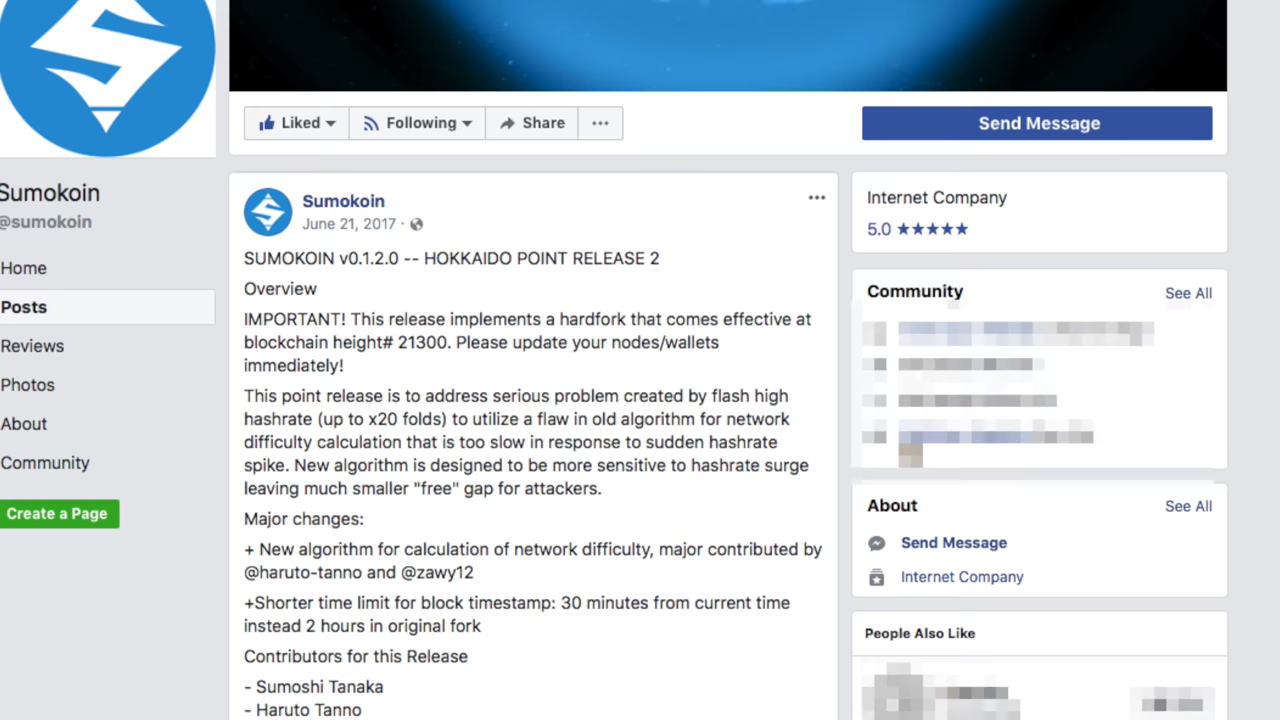 Liked
Following
Share
Send Message
Sumokoin
@sumokoin
Home
Posts
Reviews
Photos
About
Community
Create a Page
Sumokoin
June 21, 2017 ·
SUMOKOIN v0.1.2.0 -- HOKKAIDO POINT RELEASE 2
Overview
IMPORTANT! This release implements a hardfork that comes effective at
blockchain height# 21300. Please update your nodes/wallets
immediately!
This point release is to address serious problem created by flash high
hashrate (up to x20 folds) to utilize a flaw in old algorithm for network
difficulty calculation that is too slow in response to sudden hashrate
spike. New algorithm is designed to be more sensitive to hashrate surge
leaving much smaller "free" gap for attackers.
Major changes:
+ New algorithm for calculation of network difficulty, major contributed by
@haruto-tanno and @zawy12
+Shorter time limit for block timestamp: 30 minutes from current time
instead 2 hours in original fork
Contributors for this Release
- Sumoshi Tanaka
- Haruto Tanno
Internet Company
5.0 ★★★★★
Community
See All
About
See All
Send Message
Internet Company
People Also Like